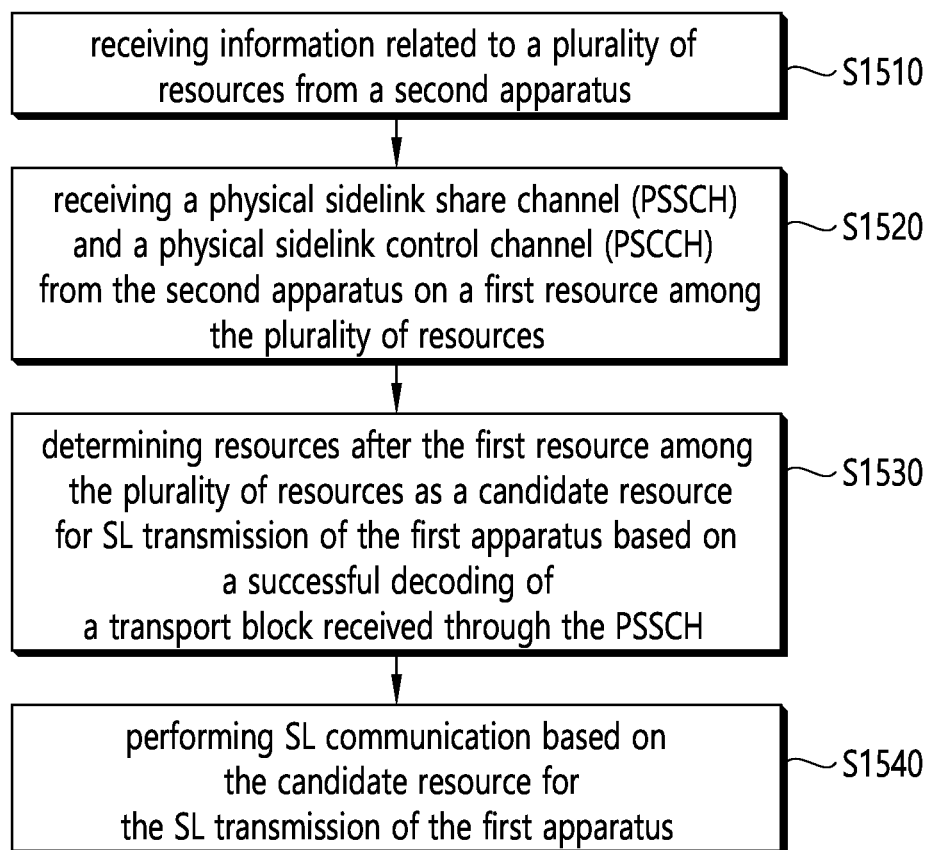 receiving information related to a plurality of
resources from a second apparatus
S1510
receiving a physical sidelink share channel (PSSCH)
and a physical sidelink control channel (PSCCH)
from the second apparatus on a first resource among
the plurality of resources
S1520
determining resources after the first resource among
the plurality of resources as a candidate resource
for SL transmission of the first apparatus based on
a successful decoding of
a transport block received through the PSSCH
S1530
performing SL communication based on
the candidate resource for
the SL transmission of the first apparatus
S1540